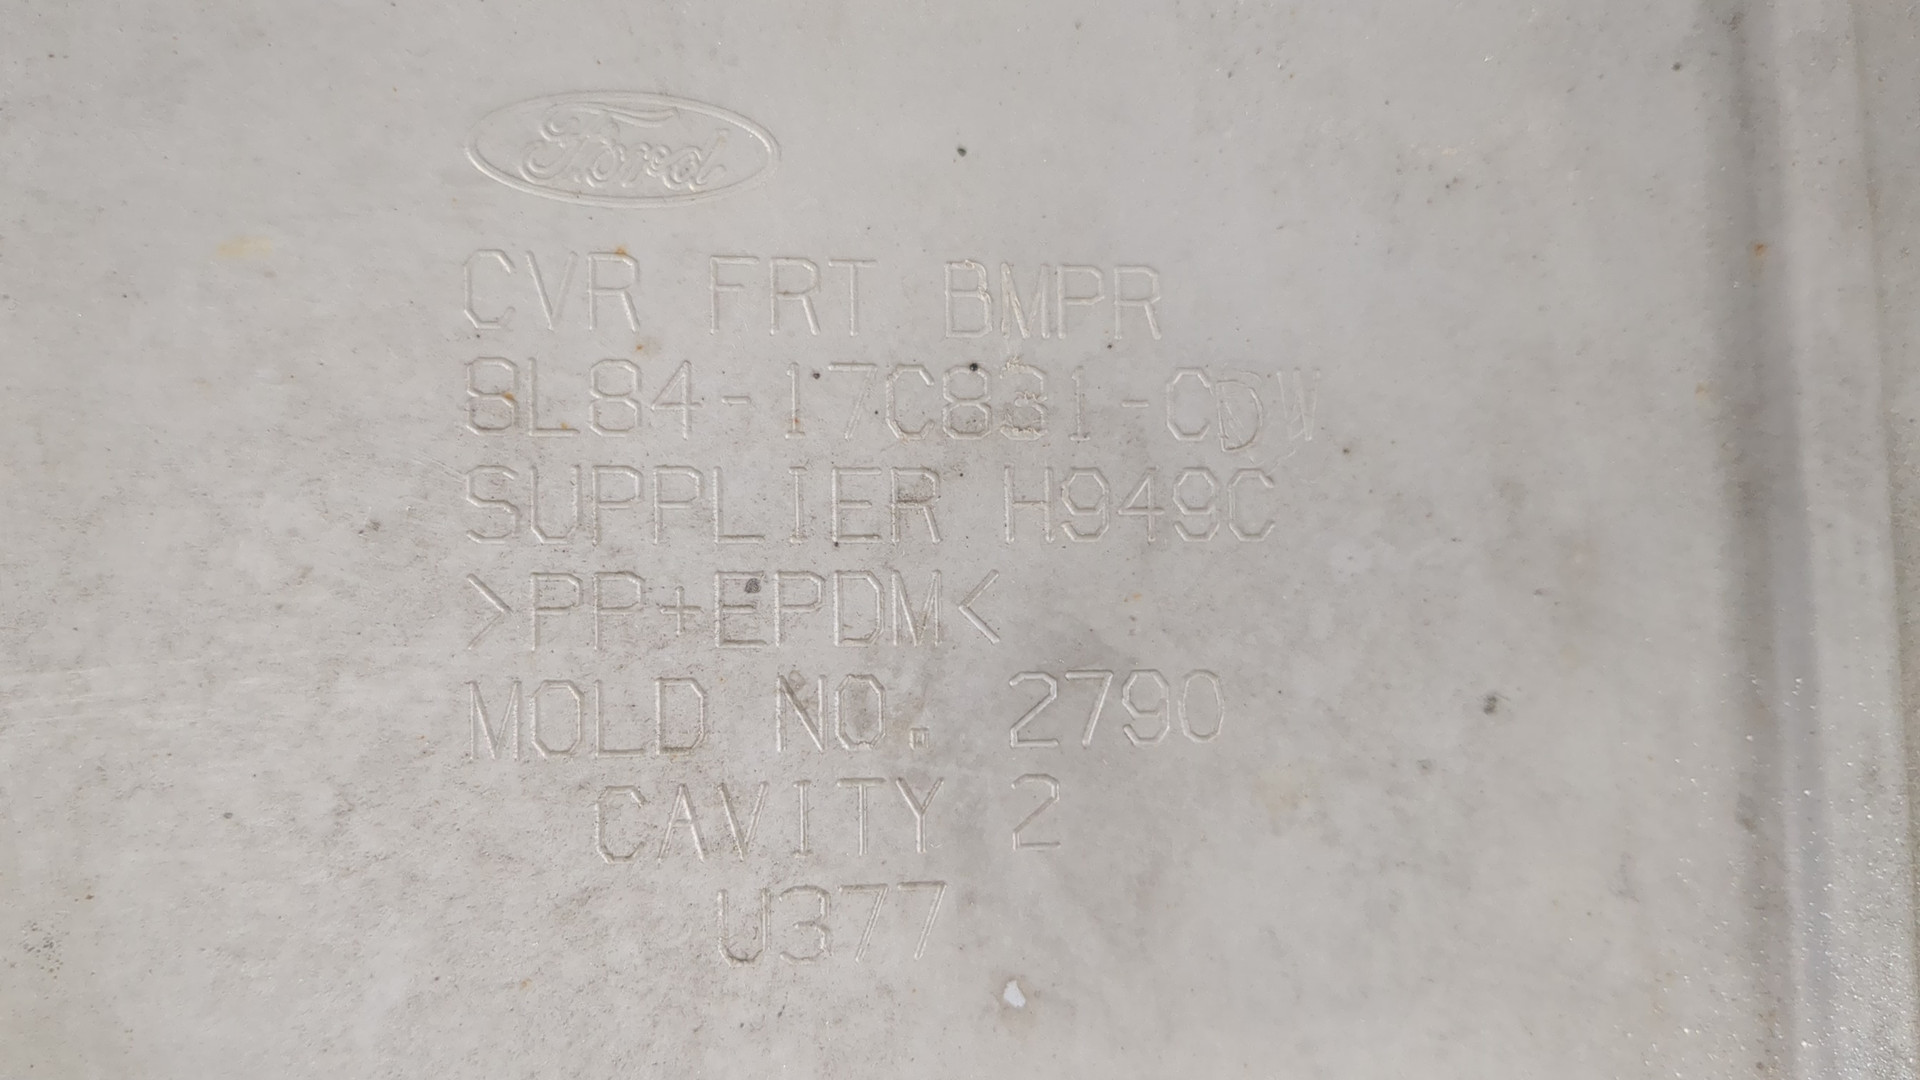 Ford
CVR FRT BMPR
8L84-17C831-CDW
SUPPLIER H949C
>PP+EPDM<
MOLD NO. 2790
CAVITY 2
U377